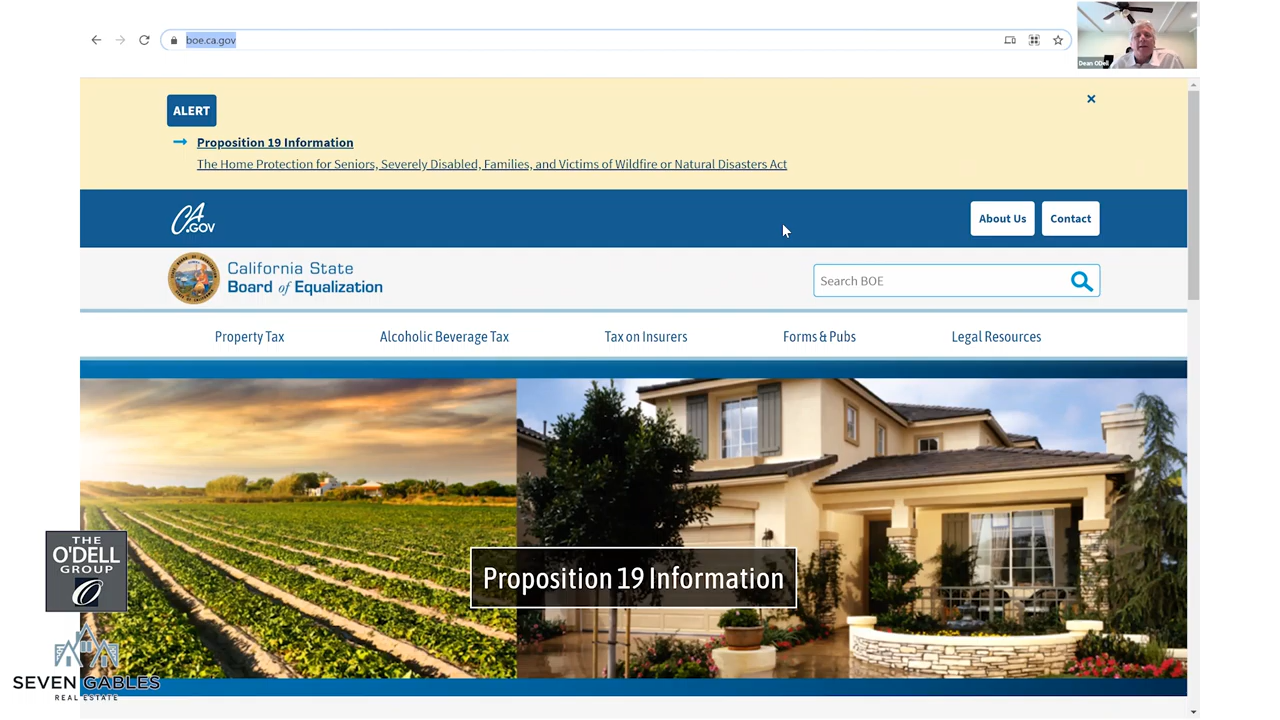 boe.ca.gov
Dean ODell
ALERT
Proposition 19 Information
The Home Protection for Seniors, Severely Disabled, Families, and Victims of Wildfire or Natural Disasters Act
CA.GOV
About Us
Contact
California State
Board of Equalization
Search BOE
Property Tax
Alcoholic Beverage Tax
Tax on Insurers
Forms & Pubs
Legal Resources
Proposition 19 Information
THE
O'DELL
GROUP
SEVEN GABLES
REAL ESTATE